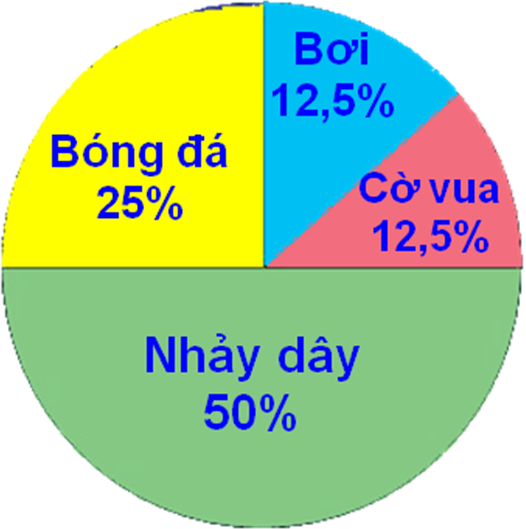 Bơi
12,5%
Bóng đá
25%
Cờ vua
12,5%
Nhảy dây
50%